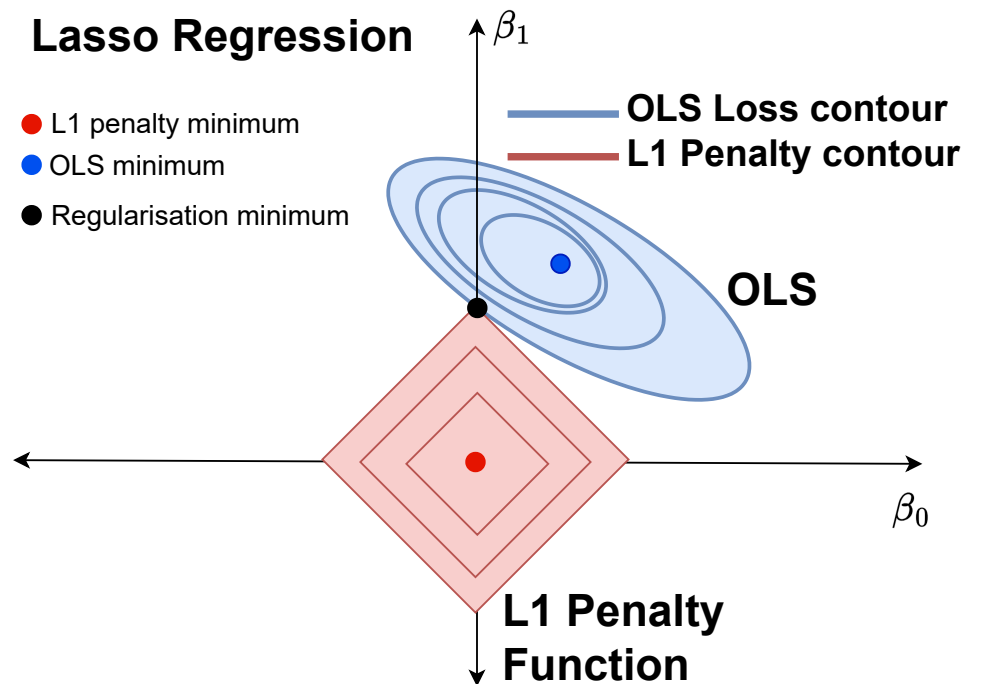 Lasso Regression
β₁
L1 penalty minimum
OLS minimum
Regularisation minimum
OLS Loss contour
L1 Penalty contour
OLS
β₀
L1 Penalty
Function